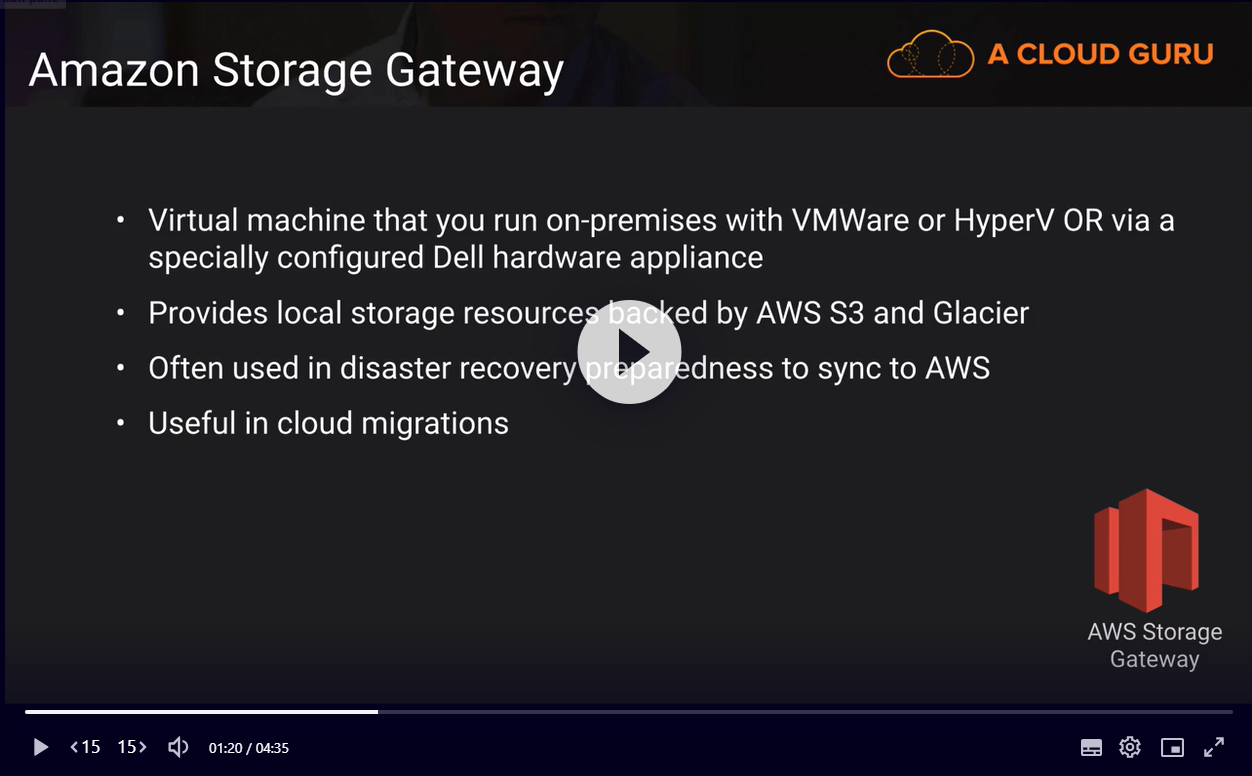 Amazon Storage Gateway
A CLOUD GURU
• Virtual machine that you run on-premises with VMWare or HyperV OR via a
specially configured Dell hardware appliance
• Provides local storage resources backed by AWS S3 and Glacier
• Often used in disaster recovery preparedness to sync to AWS
• Useful in cloud migrations
AWS Storage
Gateway
15 15 01:20 / 04:35